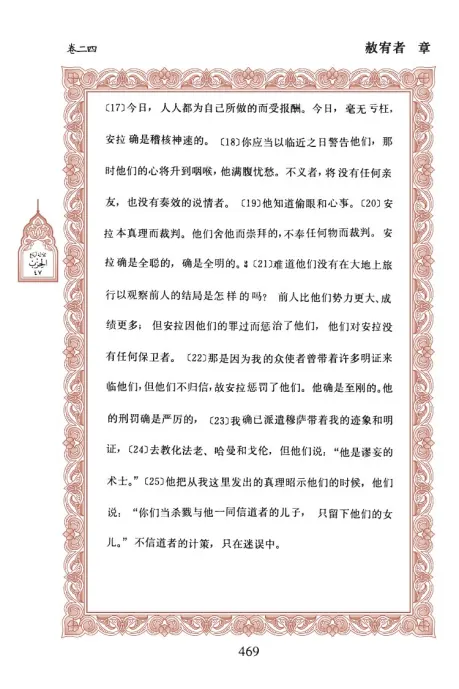 卷二四
赦宥者 章
〔17〕今日，人人都为自己所做的而受报酬。今日，毫无亏枉，
安拉 确是稽核神速的。〔18〕你应当以临近之日警告他们，那
时他们的心将升到咽喉，他满腹忧愁。不义者，将 没有任何亲
友，也没有奏效的说情者。〔19〕他知道偷眼和心事。〔20〕安
拉 本真理而裁判。他们舍他而崇拜的，不奉任何物而裁判。安
拉 确是全聪的，确是全明的。〔21〕难道他们没有在大地上旅
行以观察前人的结局是怎样的吗？ 前人比他们势力更大、成
绩更多； 但安拉因他们的罪过而惩治了他们， 他们对安拉没
有任何保卫者。〔22〕那是因为我的众使者曾带着许多明证来
临他们，但他们不归信，故安拉惩罚了他们。他确是至刚的。他
的刑罚确是严厉的，〔23〕我确已派遣穆萨带着我的迹象和明
证，〔24〕去教化法老、哈曼和戈伦，但他们说：“他是谬妄的
术士。”〔25〕他把从我这里发出的真理昭示他们的时候，他们
说：“你们当杀戮与他一同信道者的儿子， 只留下他们的女
儿。” 不信道者的计策，只在迷误中。
الحزب
٤٧
469